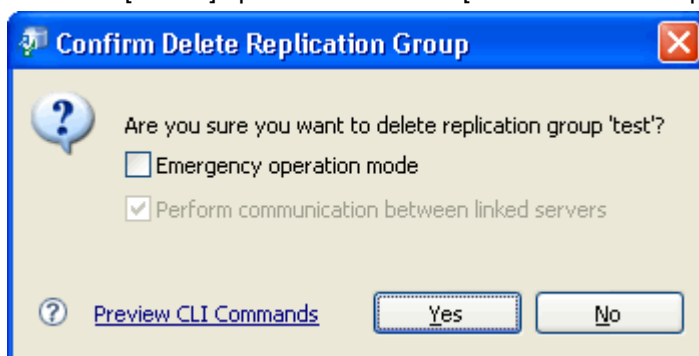 Confirm Delete Replication Group
Are you sure you want to delete replication group 'test'?
Emergency operation mode
Perform communication between linked servers
Preview CLI Commands
Yes
No